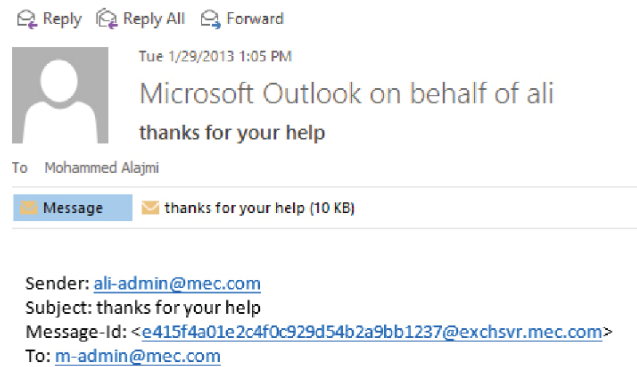 Reply Reply All Forward
Tue 1/29/2013 1:05 PM
Microsoft Outlook on behalf of ali
thanks for your help
To Mohammed Alajmi
Message thanks for your help (10 KB)
Sender: ali-admin@mec.com
Subject: thanks for your help
Message-Id: <e415f4a01e2c4f0c929d54b2a9bb1237@exchsvr.mec.com>
To: m-admin@mec.com